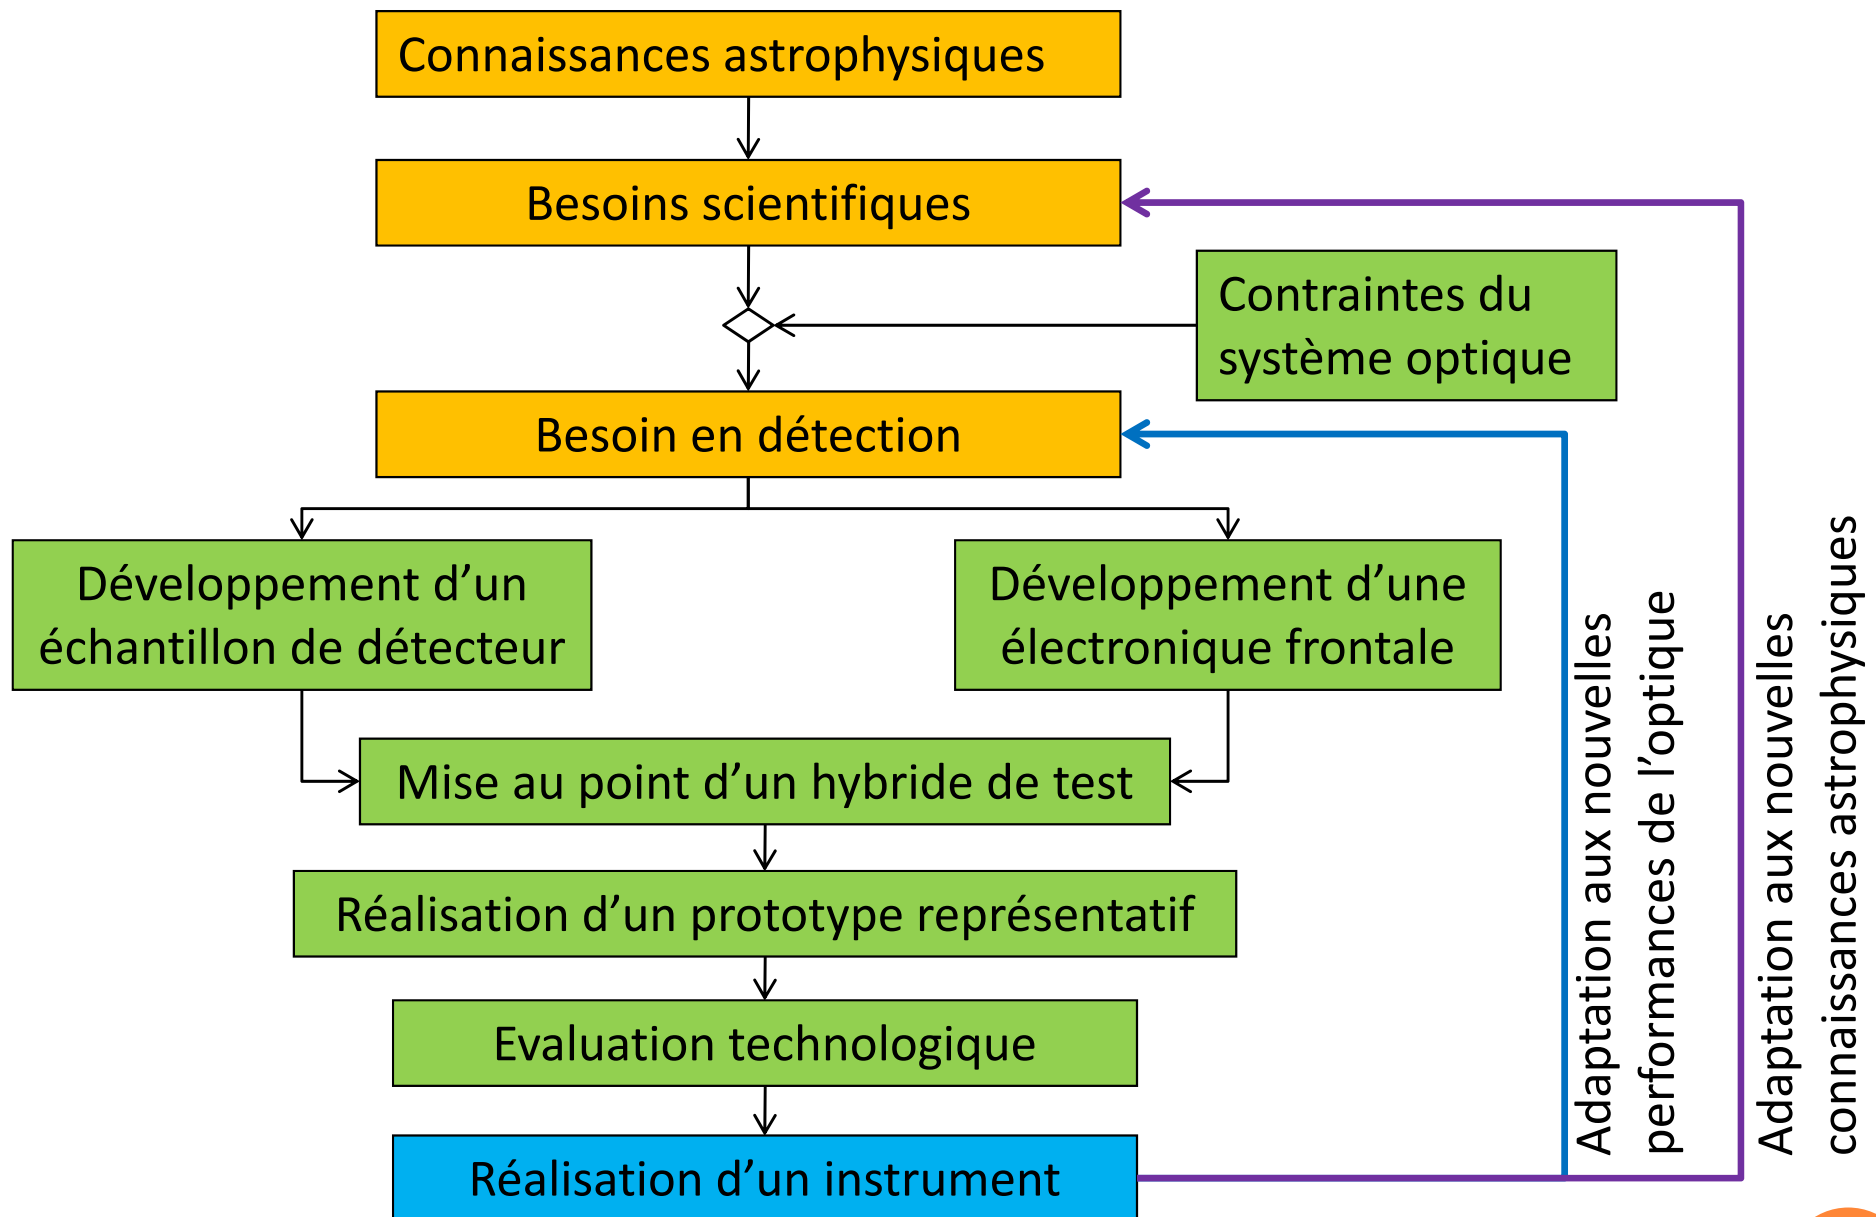 Connaissances astrophysiques
Besoins scientifiques
Contraintes du
système optique
Besoin en détection
Développement d’un
échantillon de détecteur
Développement d’une
électronique frontale
Mise au point d’un hybride de test
Réalisation d’un prototype représentatif
Evaluation technologique
Réalisation d’un instrument
Adaptation aux nouvelles
performances de l’optique
Adaptation aux nouvelles
connaissances astrophysiques